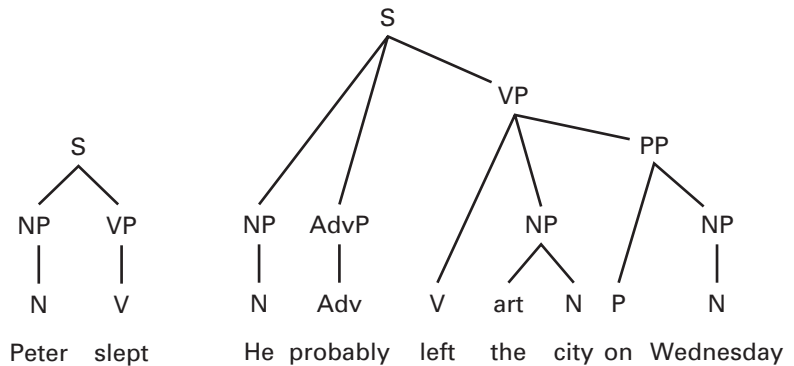 S
VP
S
PP
NP VP NP AdvP NP NP
N V N Adv V art N P N
Peter slept He probably left the city on Wednesday